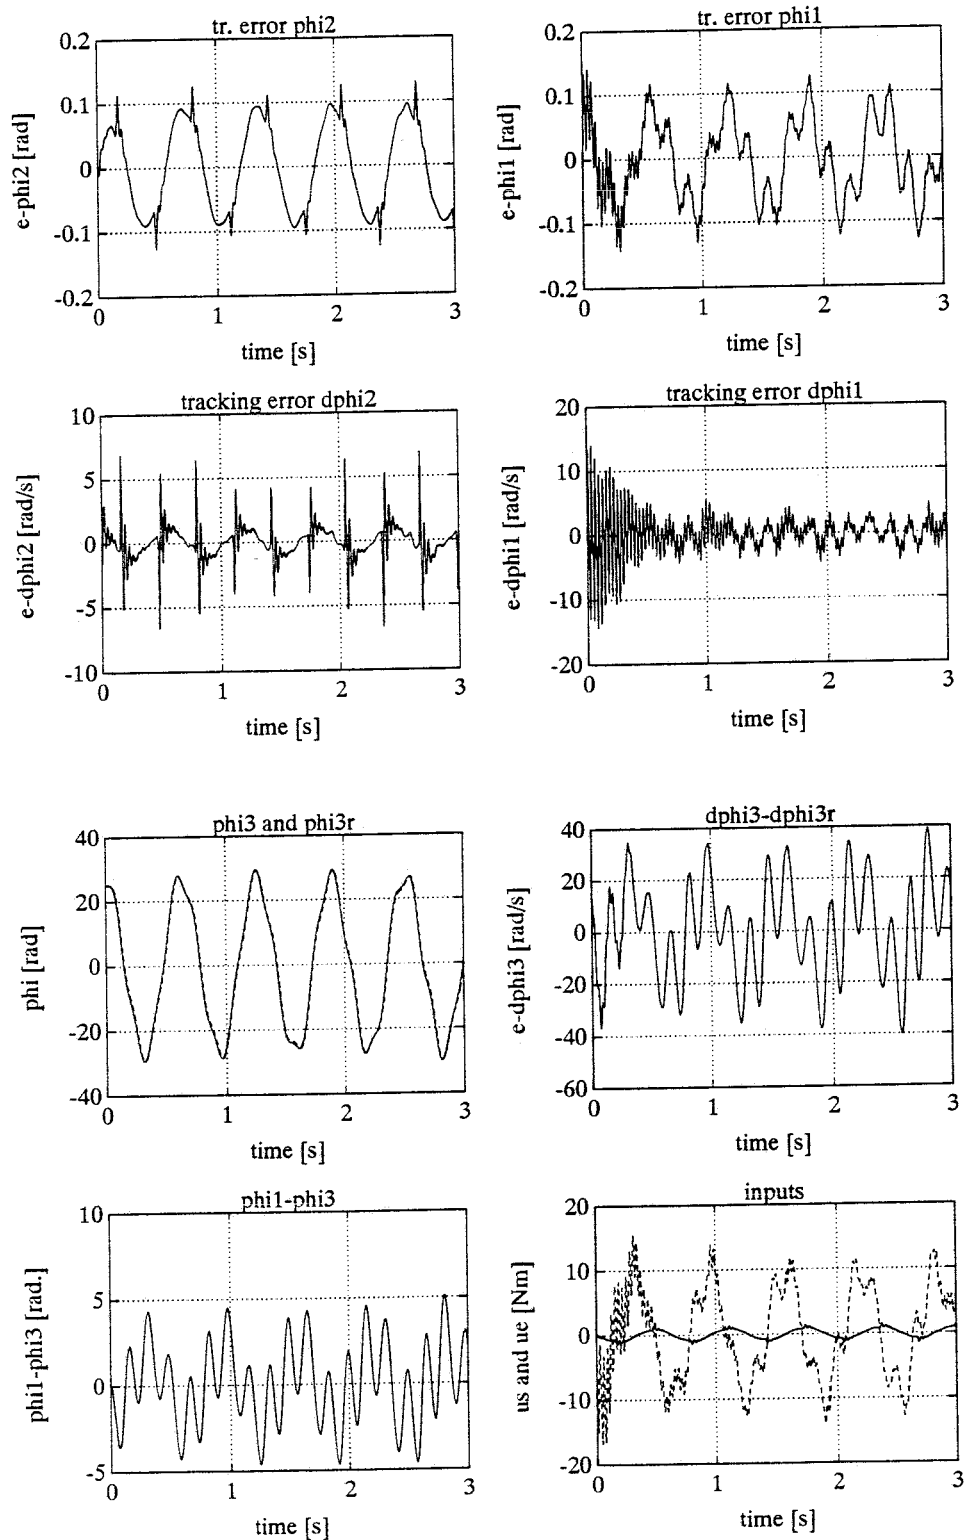 tr. error phi2
0.2
0.1
0
-0.1
-0.2
e-phi2 [rad]
0 1 2 3
time [s]
tr. error phi1
0.2
0.1
0
-0.1
-0.2
e-phi1 [rad]
0 1 2 3
time [s]
tracking error dphi2
10
5
0
-5
-10
e-dphi2 [rad/s]
0 1 2 3
time [s]
tracking error dphi1
20
10
0
-10
-20
e-dphi1 [rad/s]
0 1 2 3
time [s]
phi3 and phi3r
40
20
0
-20
-40
phi [rad]
0 1 2 3
time [s]
dphi3-dphi3r
40
20
0
-20
-40
-60
e-dphi3 [rad/s]
0 1 2 3
time [s]
phi1-phi3
10
5
0
-5
phi1-phi3 [rad.]
0 1 2 3
time [s]
inputs
20
10
0
-10
-20
us and ue [Nm]
0 1 2 3
time [s]